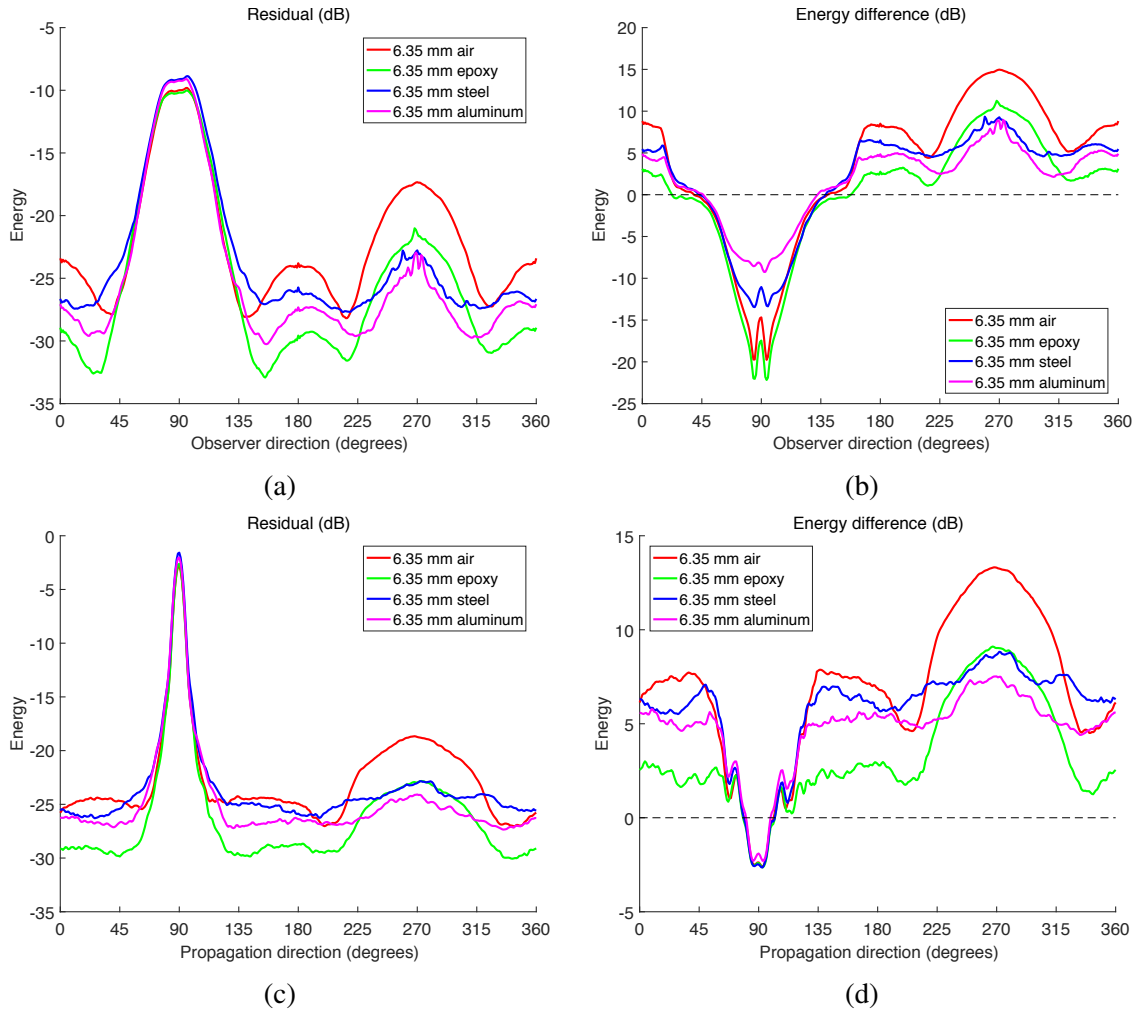 Residual (dB)
Energy
-5
-10
-15
-20
-25
-30
-35
6.35 mm air
6.35 mm epoxy
6.35 mm steel
6.35 mm aluminum
0 45 90 135 180 225 270 315 360
Observer direction (degrees)
(a)
Energy difference (dB)
Energy
20
15
10
5
0
-5
-10
-15
-20
-25
6.35 mm air
6.35 mm epoxy
6.35 mm steel
6.35 mm aluminum
0 45 90 135 180 225 270 315 360
Observer direction (degrees)
(b)
Residual (dB)
Energy
0
-5
-10
-15
-20
-25
-30
-35
6.35 mm air
6.35 mm epoxy
6.35 mm steel
6.35 mm aluminum
0 45 90 135 180 225 270 315 360
Propagation direction (degrees)
(c)
Energy difference (dB)
Energy
15
10
5
0
-5
6.35 mm air
6.35 mm epoxy
6.35 mm steel
6.35 mm aluminum
0 45 90 135 180 225 270 315 360
Propagation direction (degrees)
(d)